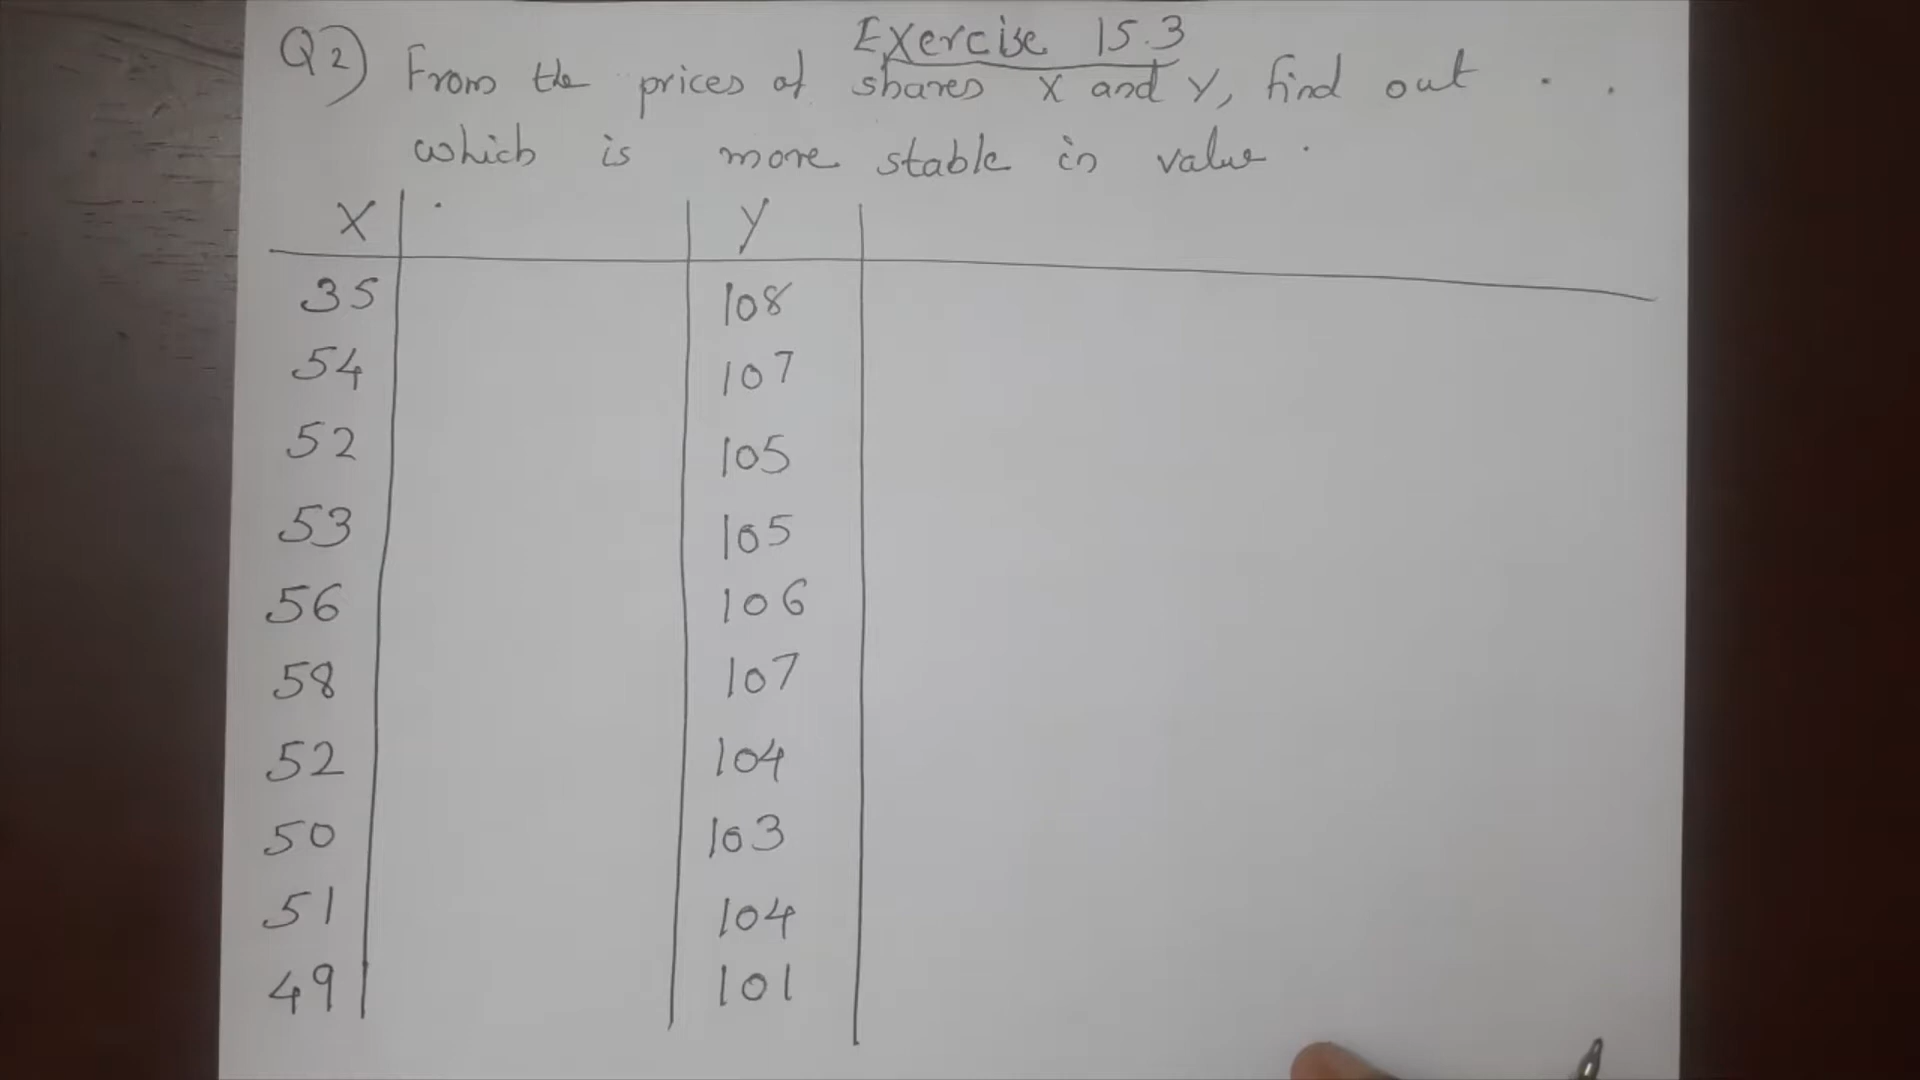 Exercise 15.3
Q2) From the prices of shares X and Y, find out
which is more stable in value.
X Y
35 108
54 107
52 105
53 105
56 106
58 107
52 104
50 103
51 104
49 101